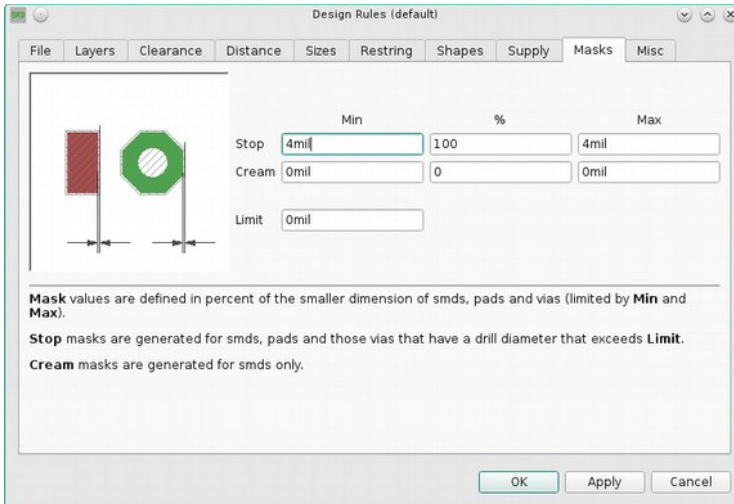 Design Rules (default)
File Layers Clearance Distance Sizes Restring Shapes Supply Masks Misc
Min % Max
Stop 4mil 100 4mil
Cream 0mil 0 0mil
Limit 0mil
Mask values are defined in percent of the smaller dimension of smds, pads and vias (limited by Min and
Max).
Stop masks are generated for smds, pads and those vias that have a drill diameter that exceeds Limit.
Cream masks are generated for smds only.
OK Apply Cancel